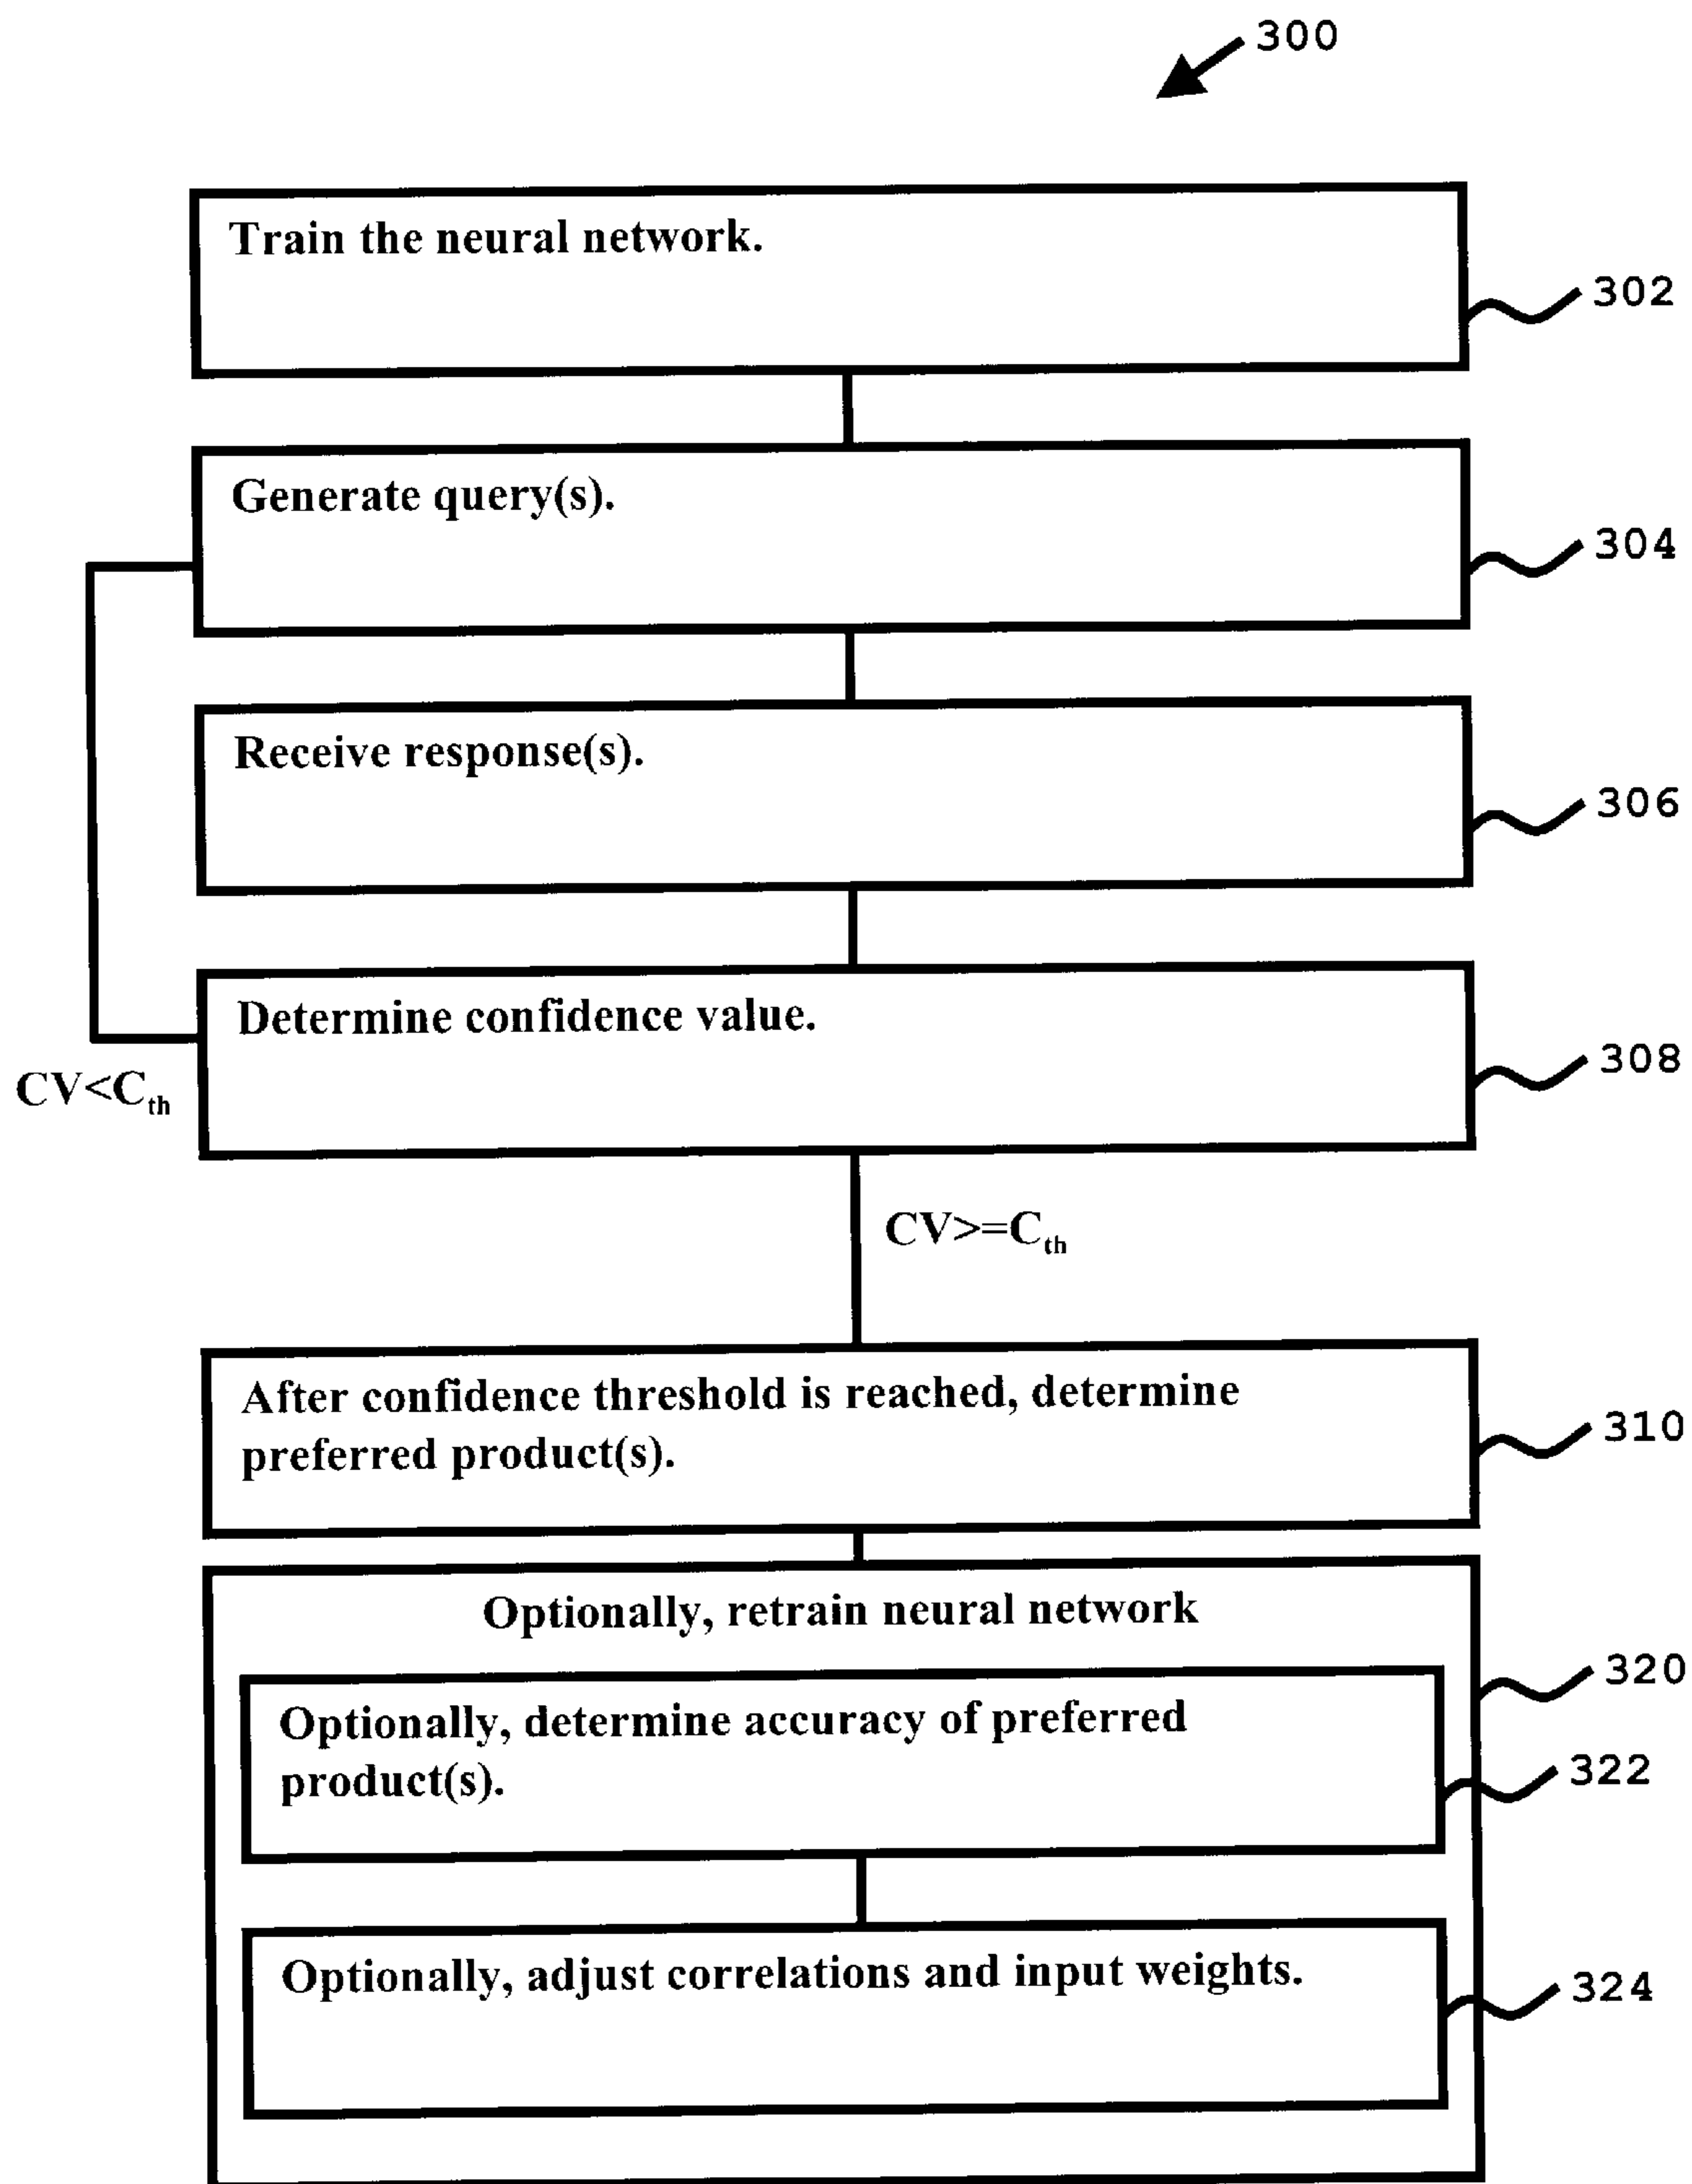 300
Train the neural network.
302
Generate query(s).
304
Receive response(s).
306
Determine confidence value.
308
CV<Cth
CV>=Cth
After confidence threshold is reached, determine
preferred product(s).
310
Optionally, retrain neural network
320
Optionally, determine accuracy of preferred
product(s).
322
Optionally, adjust correlations and input weights.
324